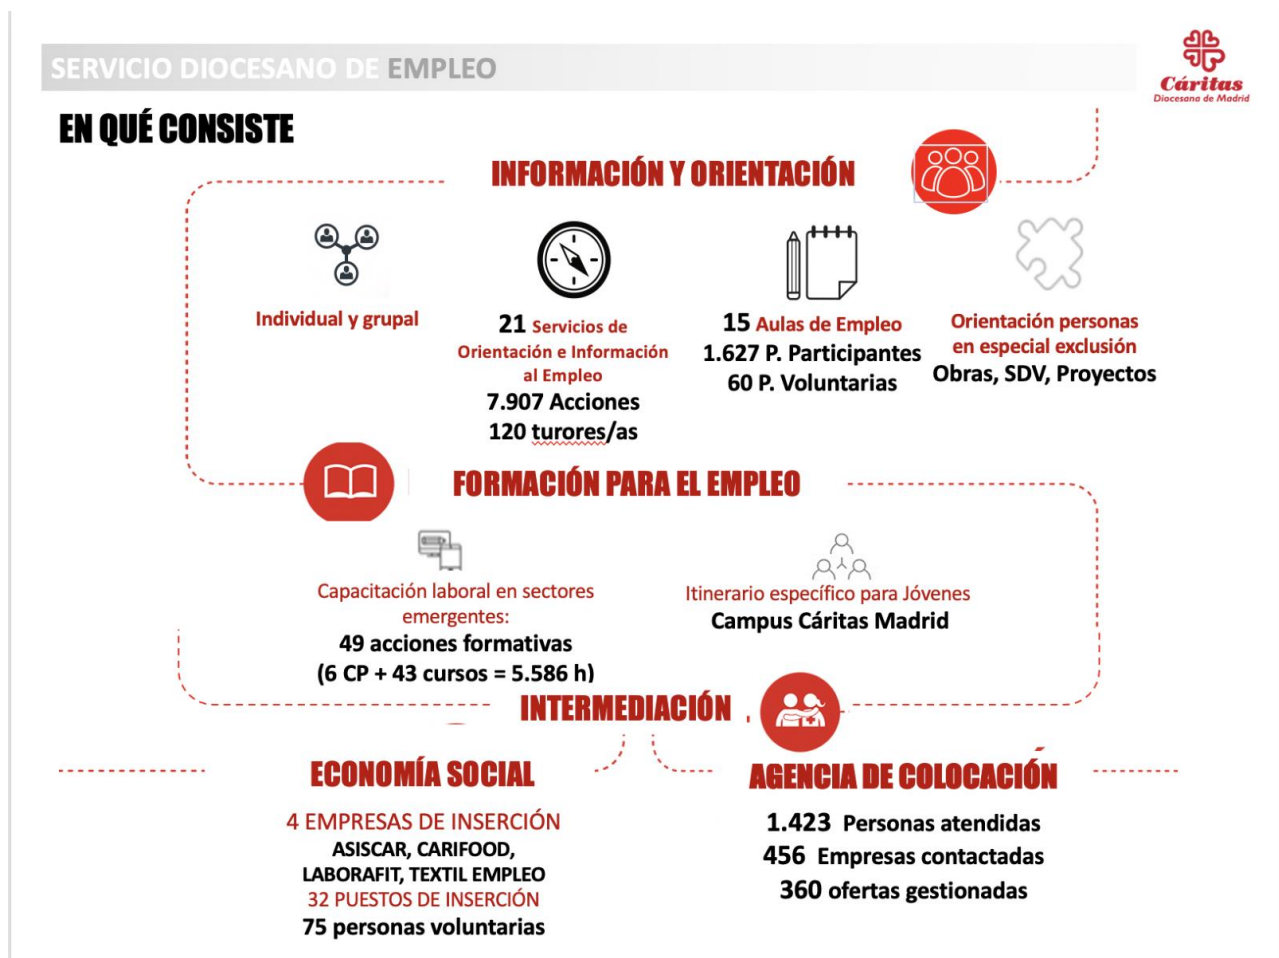 SERVICIO DIOCESANO DE EMPLEO
Cáritas
Diocesana de Madrid
EN QUÉ CONSISTE
INFORMACIÓN Y ORIENTACIÓN
Individual y grupal
21 Servicios de
Orientación e Información
al Empleo
7.907 Acciones
120 turores/as
15 Aulas de Empleo
1.627 P. Participantes
60 P. Voluntarias
Orientación personas
en especial exclusión
Obras, SDV, Proyectos
FORMACIÓN PARA EL EMPLEO
Capacitación laboral en sectores
emergentes:
49 acciones formativas
(6 CP + 43 cursos = 5.586 h)
Itinerario específico para Jóvenes
Campus Cáritas Madrid
INTERMEDIACIÓN
ECONOMÍA SOCIAL
4 EMPRESAS DE INSERCIÓN
ASISCAR, CARIFOOD,
LABORAFIT, TEXTIL EMPLEO
32 PUESTOS DE INSERCIÓN
75 personas voluntarias
AGENCIA DE COLOCACIÓN
1.423 Personas atendidas
456 Empresas contactadas
360 ofertas gestionadas